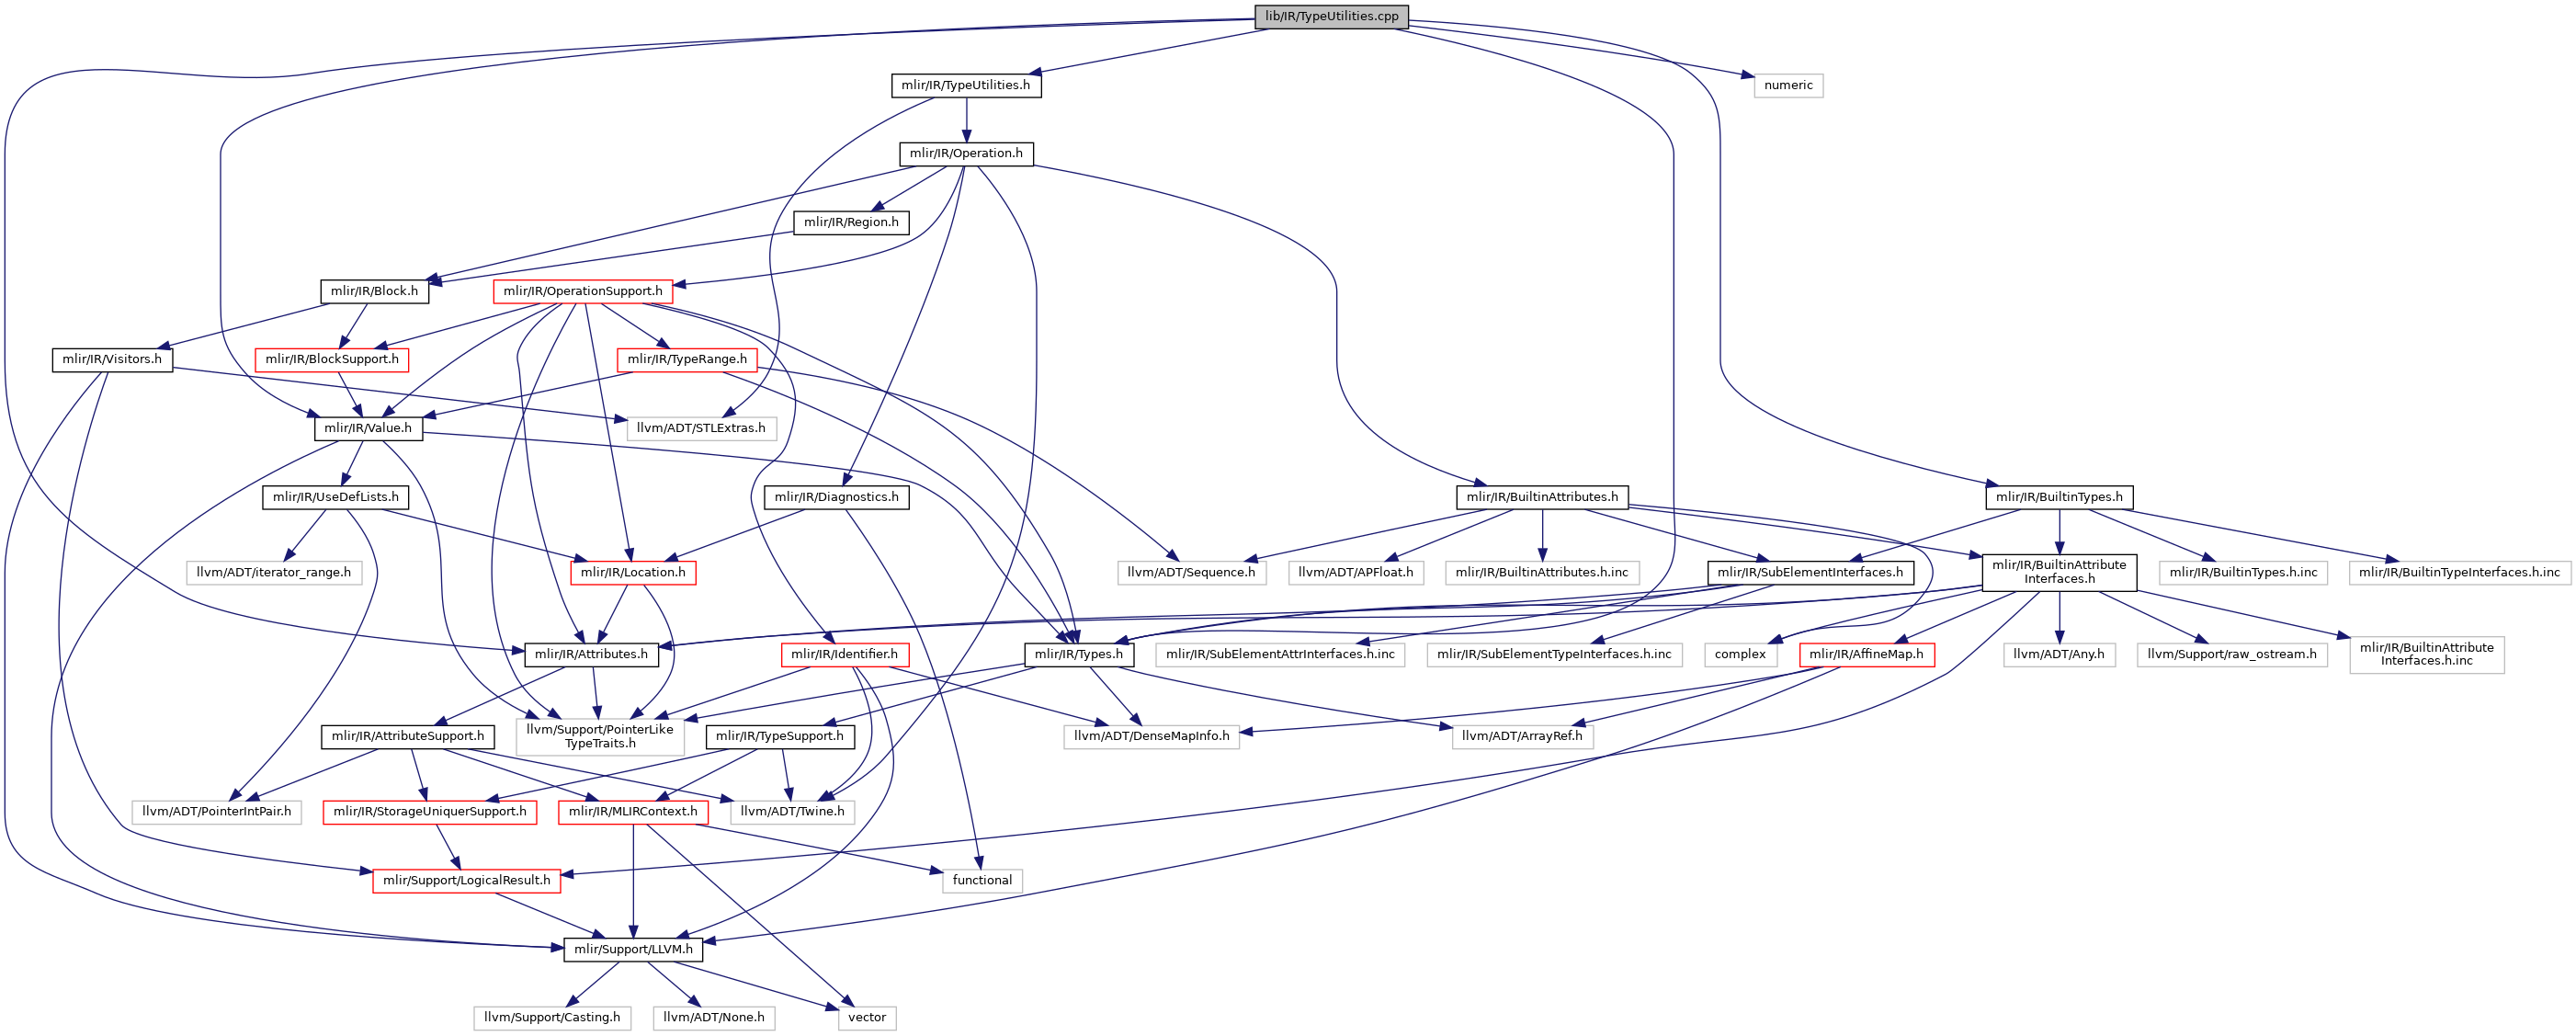 lib/IR/TypeUtilities.cpp
mlir/IR/TypeUtilities.h
numeric
mlir/IR/Operation.h
mlir/IR/Region.h
mlir/IR/Block.h
mlir/IR/OperationSupport.h
mlir/IR/Visitors.h
mlir/IR/BlockSupport.h
mlir/IR/TypeRange.h
mlir/IR/Value.h
llvm/ADT/STLExtras.h
mlir/IR/UseDefLists.h
mlir/IR/Diagnostics.h
mlir/IR/BuiltinAttributes.h
mlir/IR/BuiltinTypes.h
llvm/ADT/iterator_range.h
mlir/IR/Location.h
llvm/ADT/Sequence.h
llvm/ADT/APFloat.h
mlir/IR/BuiltinAttributes.h.inc
mlir/IR/SubElementInterfaces.h
mlir/IR/BuiltinAttribute
Interfaces.h
mlir/IR/BuiltinTypes.h.inc
mlir/IR/BuiltinTypeInterfaces.h.inc
mlir/IR/Attributes.h
mlir/IR/Identifier.h
mlir/IR/Types.h
mlir/IR/SubElementAttrInterfaces.h.inc
mlir/IR/SubElementTypeInterfaces.h.inc
complex
mlir/IR/AffineMap.h
llvm/ADT/Any.h
llvm/Support/raw_ostream.h
mlir/IR/BuiltinAttribute
Interfaces.h.inc
mlir/IR/AttributeSupport.h
llvm/Support/PointerLike
TypeTraits.h
mlir/IR/TypeSupport.h
llvm/ADT/DenseMapInfo.h
llvm/ADT/ArrayRef.h
llvm/ADT/PointerIntPair.h
mlir/IR/StorageUniquerSupport.h
mlir/IR/MLIRContext.h
llvm/ADT/Twine.h
mlir/Support/LogicalResult.h
functional
mlir/Support/LLVM.h
llvm/Support/Casting.h
llvm/ADT/None.h
vector